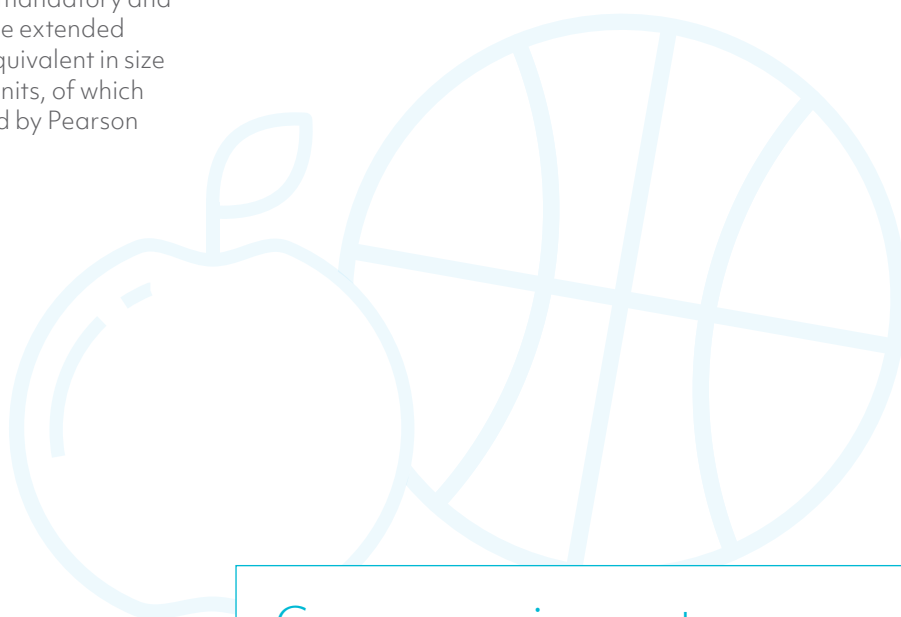 mandatory and
e extended
quivalent in size
nits, of which
d by Pearson